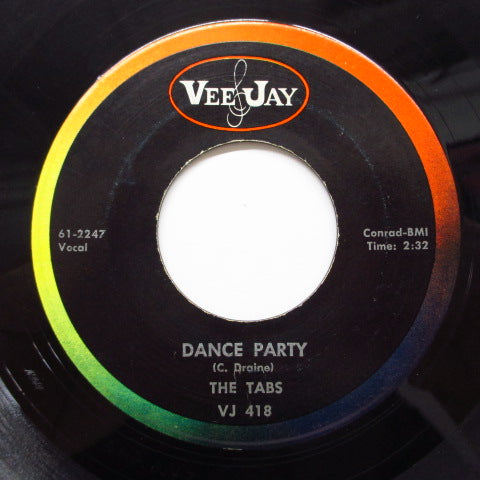 VEE JAY
61-2247
Vocal
Conrad-BMI
Time: 2:32
DANCE PARTY
(C. Draine)
THE TABS
VJ 418